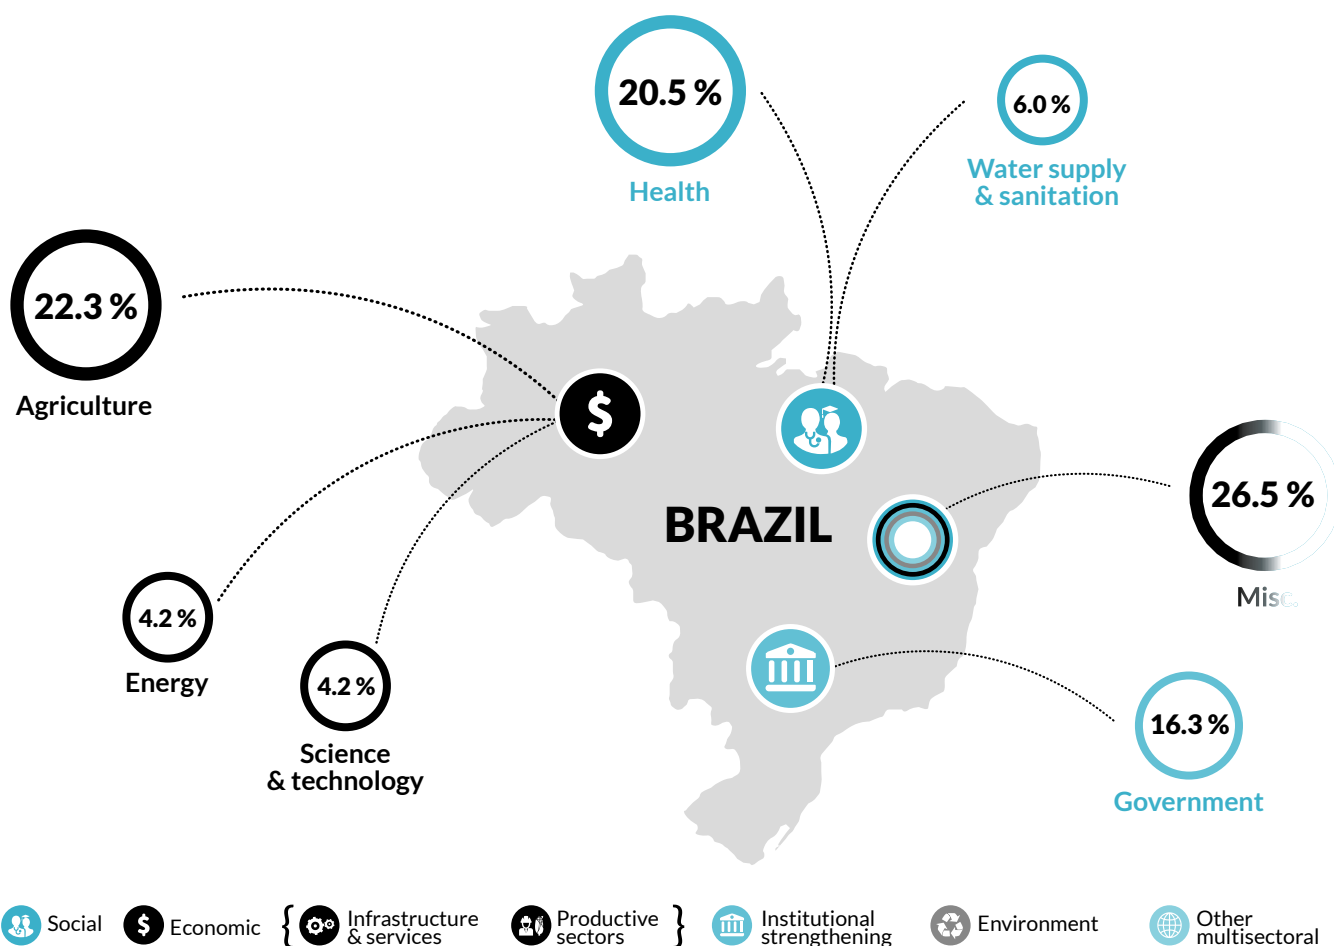 20.5 %
Health
6.0 %
Water supply
& sanitation
22.3 %
Agriculture
$
BRAZIL
26.5 %
Misc.
4.2 %
Energy
4.2 %
Science
& technology
16.3 %
Government
Social
$
Economic
{
Infrastructure
& services
Productive
sectors
}
Institutional
strengthening
Environment
Other
multisectoral